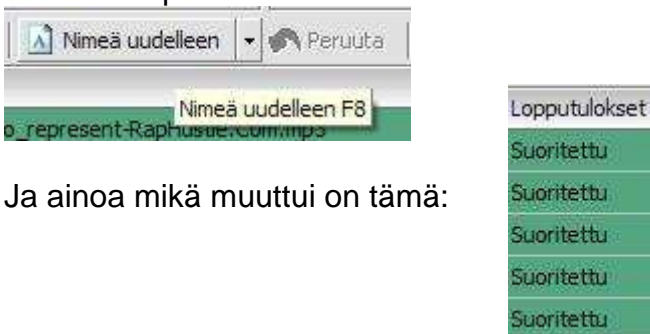 Nimeä uudelleen Peruuta
Nimeä uudelleen F8
o_represent-RapHustle.Com.mp3
Ja ainoa mikä muuttui on tämä:
Lopputulokset
Suoritettu
Suoritettu
Suoritettu
Suoritettu
Suoritettu